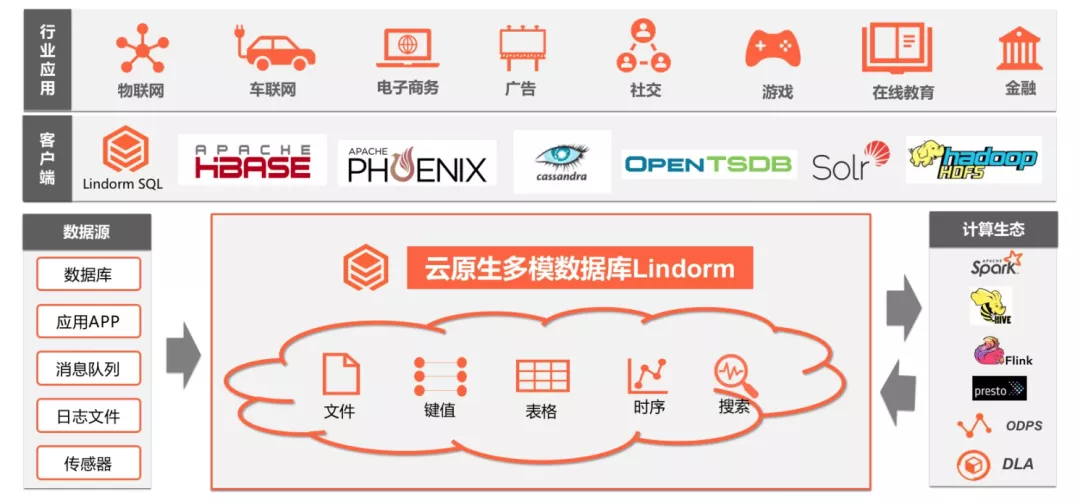 行业应用
物联网
车联网
电子商务
广告
社交
游戏
在线教育
金融
客户端
Lindorm SQL
APACHE
HBASE
APACHE
PHOENIX
cassandra
OPENTSDB
Solr
hadoop
HDFS
数据源
数据库
应用APP
消息队列
日志文件
传感器
云原生多模数据库Lindorm
文件
键值
表格
时序
搜索
计算生态
APACHE
Spark
HIVE
Flink
presto
ODPS
DLA